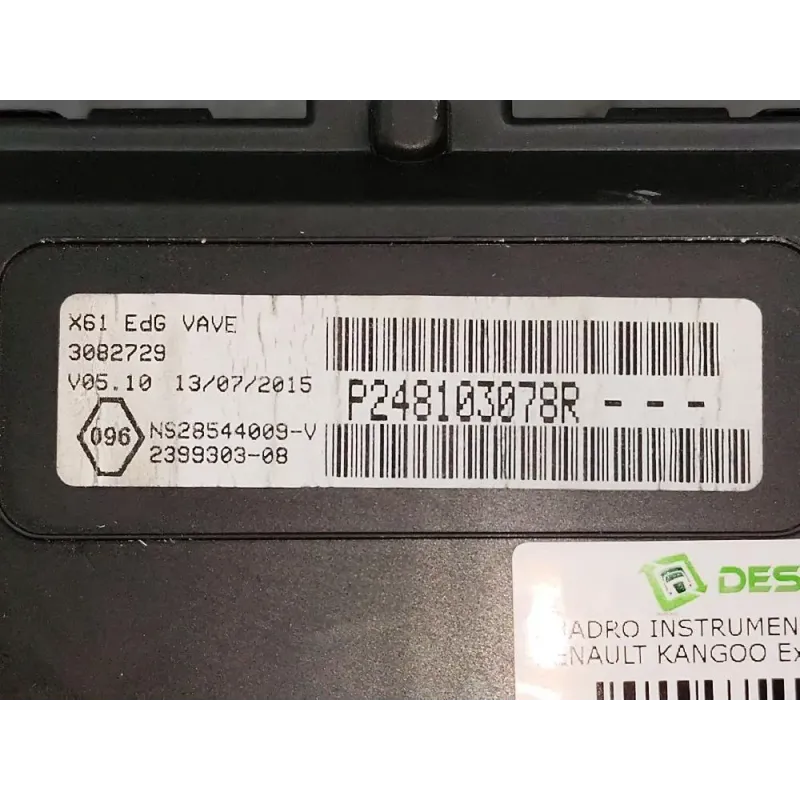 X61 EdG VAVE
3082729
V05.10 13/07/2015
P248103078R - - -
096
NS28544009-V
2399303-08
DES
UADRO INSTRUMEN
ENAULT KANGOO Ex